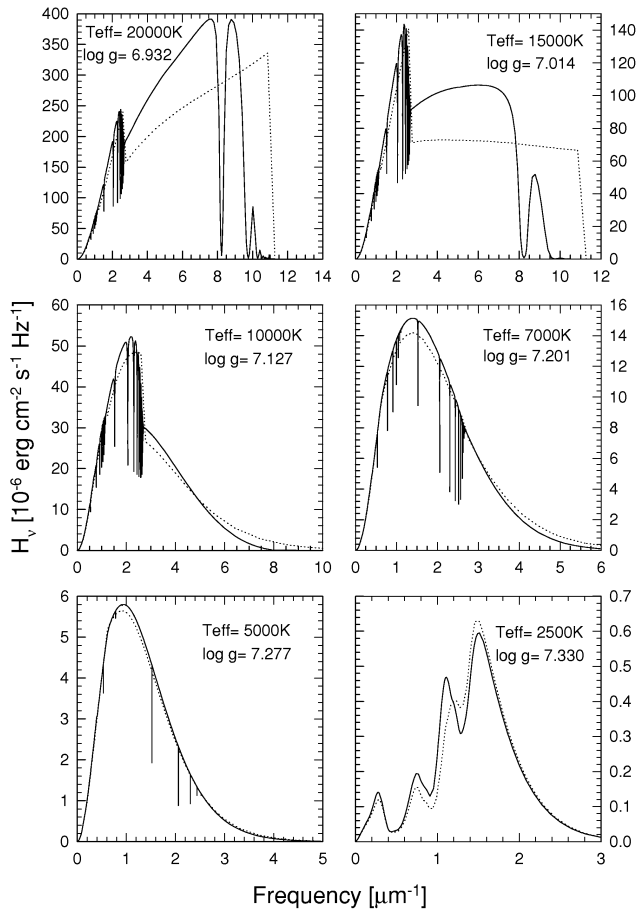 Teff= 20000K
log g= 6.932
400
350
300
250
200
150
100
50
0
0 2 4 6 8 10 12 14
Teff= 15000K
log g= 7.014
140
120
100
80
60
40
20
0
0 2 4 6 8 10 12
Teff= 10000K
log g= 7.127
60
50
40
30
20
10
0
0 2 4 6 8 10
Teff= 7000K
log g= 7.201
16
14
12
10
8
6
4
2
0
0 1 2 3 4 5 6
Teff= 5000K
log g= 7.277
6
5
4
3
2
1
0
0 1 2 3 4 5
Teff= 2500K
log g= 7.330
0.7
0.6
0.5
0.4
0.3
0.2
0.1
0.0
0 1 2 3
Hν [10⁻⁶ erg cm⁻² s⁻¹ Hz⁻¹]
Frequency [μm⁻¹]